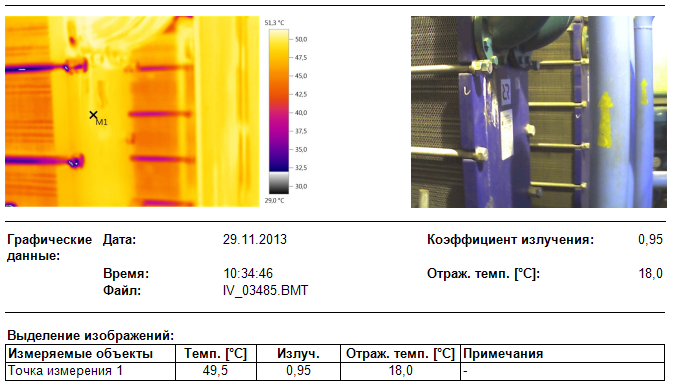 51,3 °C
50,0
47,5
45,0
42,5
40,0
37,5
35,0
32,5
30,0
29,0 °C
M1
Графические данные:
Дата: 29.11.2013 Коэффициент излучения: 0,95
Время: 10:34:46 Отраж. темп. [°C]: 18,0
Файл: IV_03485.BMT
Выделение изображений:
Измеряемые объекты Темп. [°C] Излуч. Отраж. темп. [°C] Примечания
Точка измерения 1 49,5 0,95 18,0 -